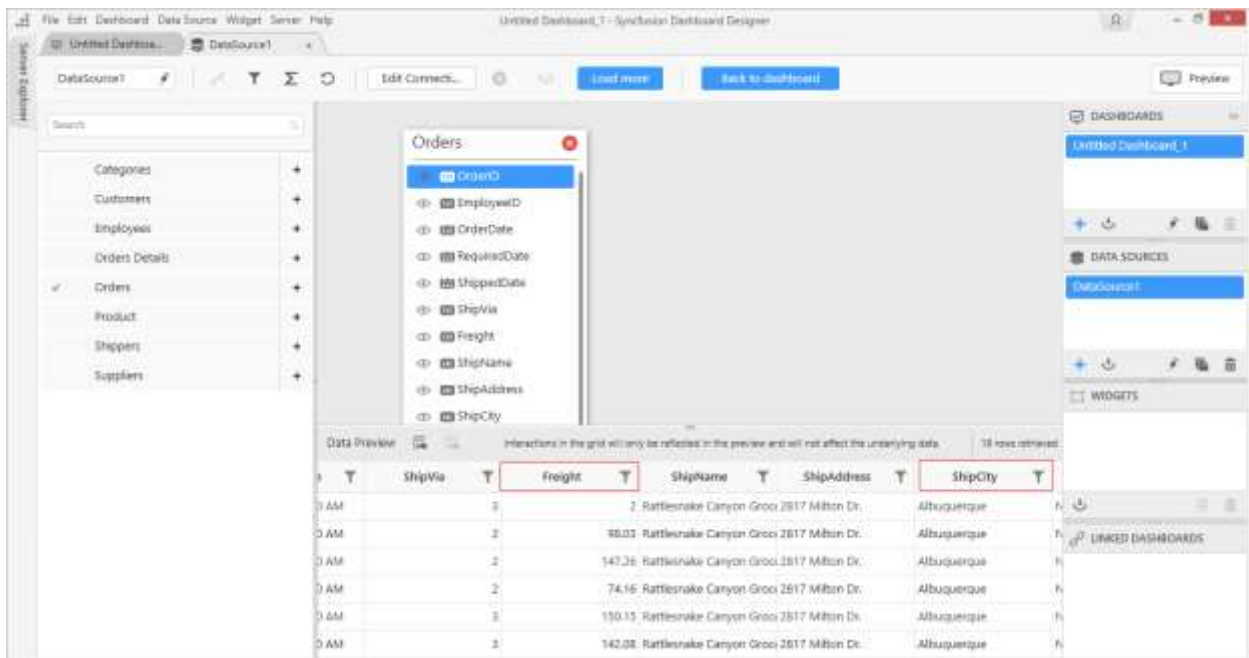 File Edit Dashboard Data Source Widget Server Help
Untitled Dashboard_1 - Syncfusion Dashboard Designer
Server Explorer
Untitled Dashboa...
DataSource1
DataSource1
Edit Connecti...
Load more
Back to dashboard
Preview
Search
Categories
Customers
Employees
Orders Details
Orders
Product
Shippers
Suppliers
Orders
OrderID
EmployeeID
OrderDate
RequiredDate
ShippedDate
ShipVia
Freight
ShipName
ShipAddress
ShipCity
DASHBOARDS
Untitled Dashboard_1
DATA SOURCES
DataSource1
WIDGETS
LINKED DASHBOARDS
Data Preview
Interactions in the grid will only be reflected in the preview and will not affect the underlying data.
18 rows retrieved
ShipVia Freight ShipName ShipAddress ShipCity
AM 3 2 Rattlesnake Canyon Groc 2817 Milton Dr. Albuquerque
AM 2 98.03 Rattlesnake Canyon Groc 2817 Milton Dr. Albuquerque
AM 2 147.26 Rattlesnake Canyon Groc 2817 Milton Dr. Albuquerque
AM 2 74.16 Rattlesnake Canyon Groc 2817 Milton Dr. Albuquerque
AM 3 150.15 Rattlesnake Canyon Groc 2817 Milton Dr. Albuquerque
AM 3 142.08 Rattlesnake Canyon Groc 2817 Milton Dr. Albuquerque